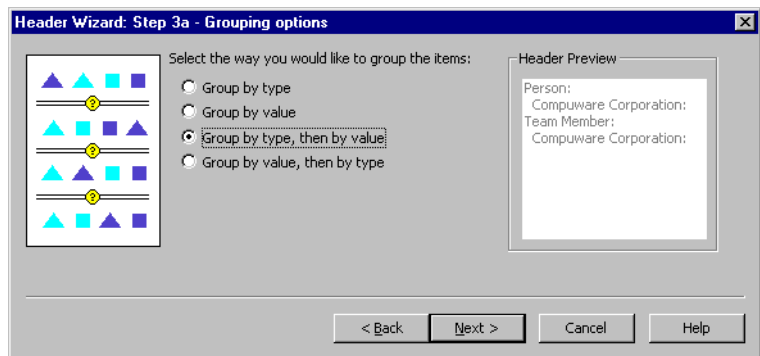 Header Wizard: Step 3a - Grouping options
Select the way you would like to group the items:
Group by type
Group by value
Group by type, then by value
Group by value, then by type
?
?
?
Header Preview
Person:
Compuware Corporation:
Team Member:
Compuware Corporation:
< Back
Next >
Cancel
Help